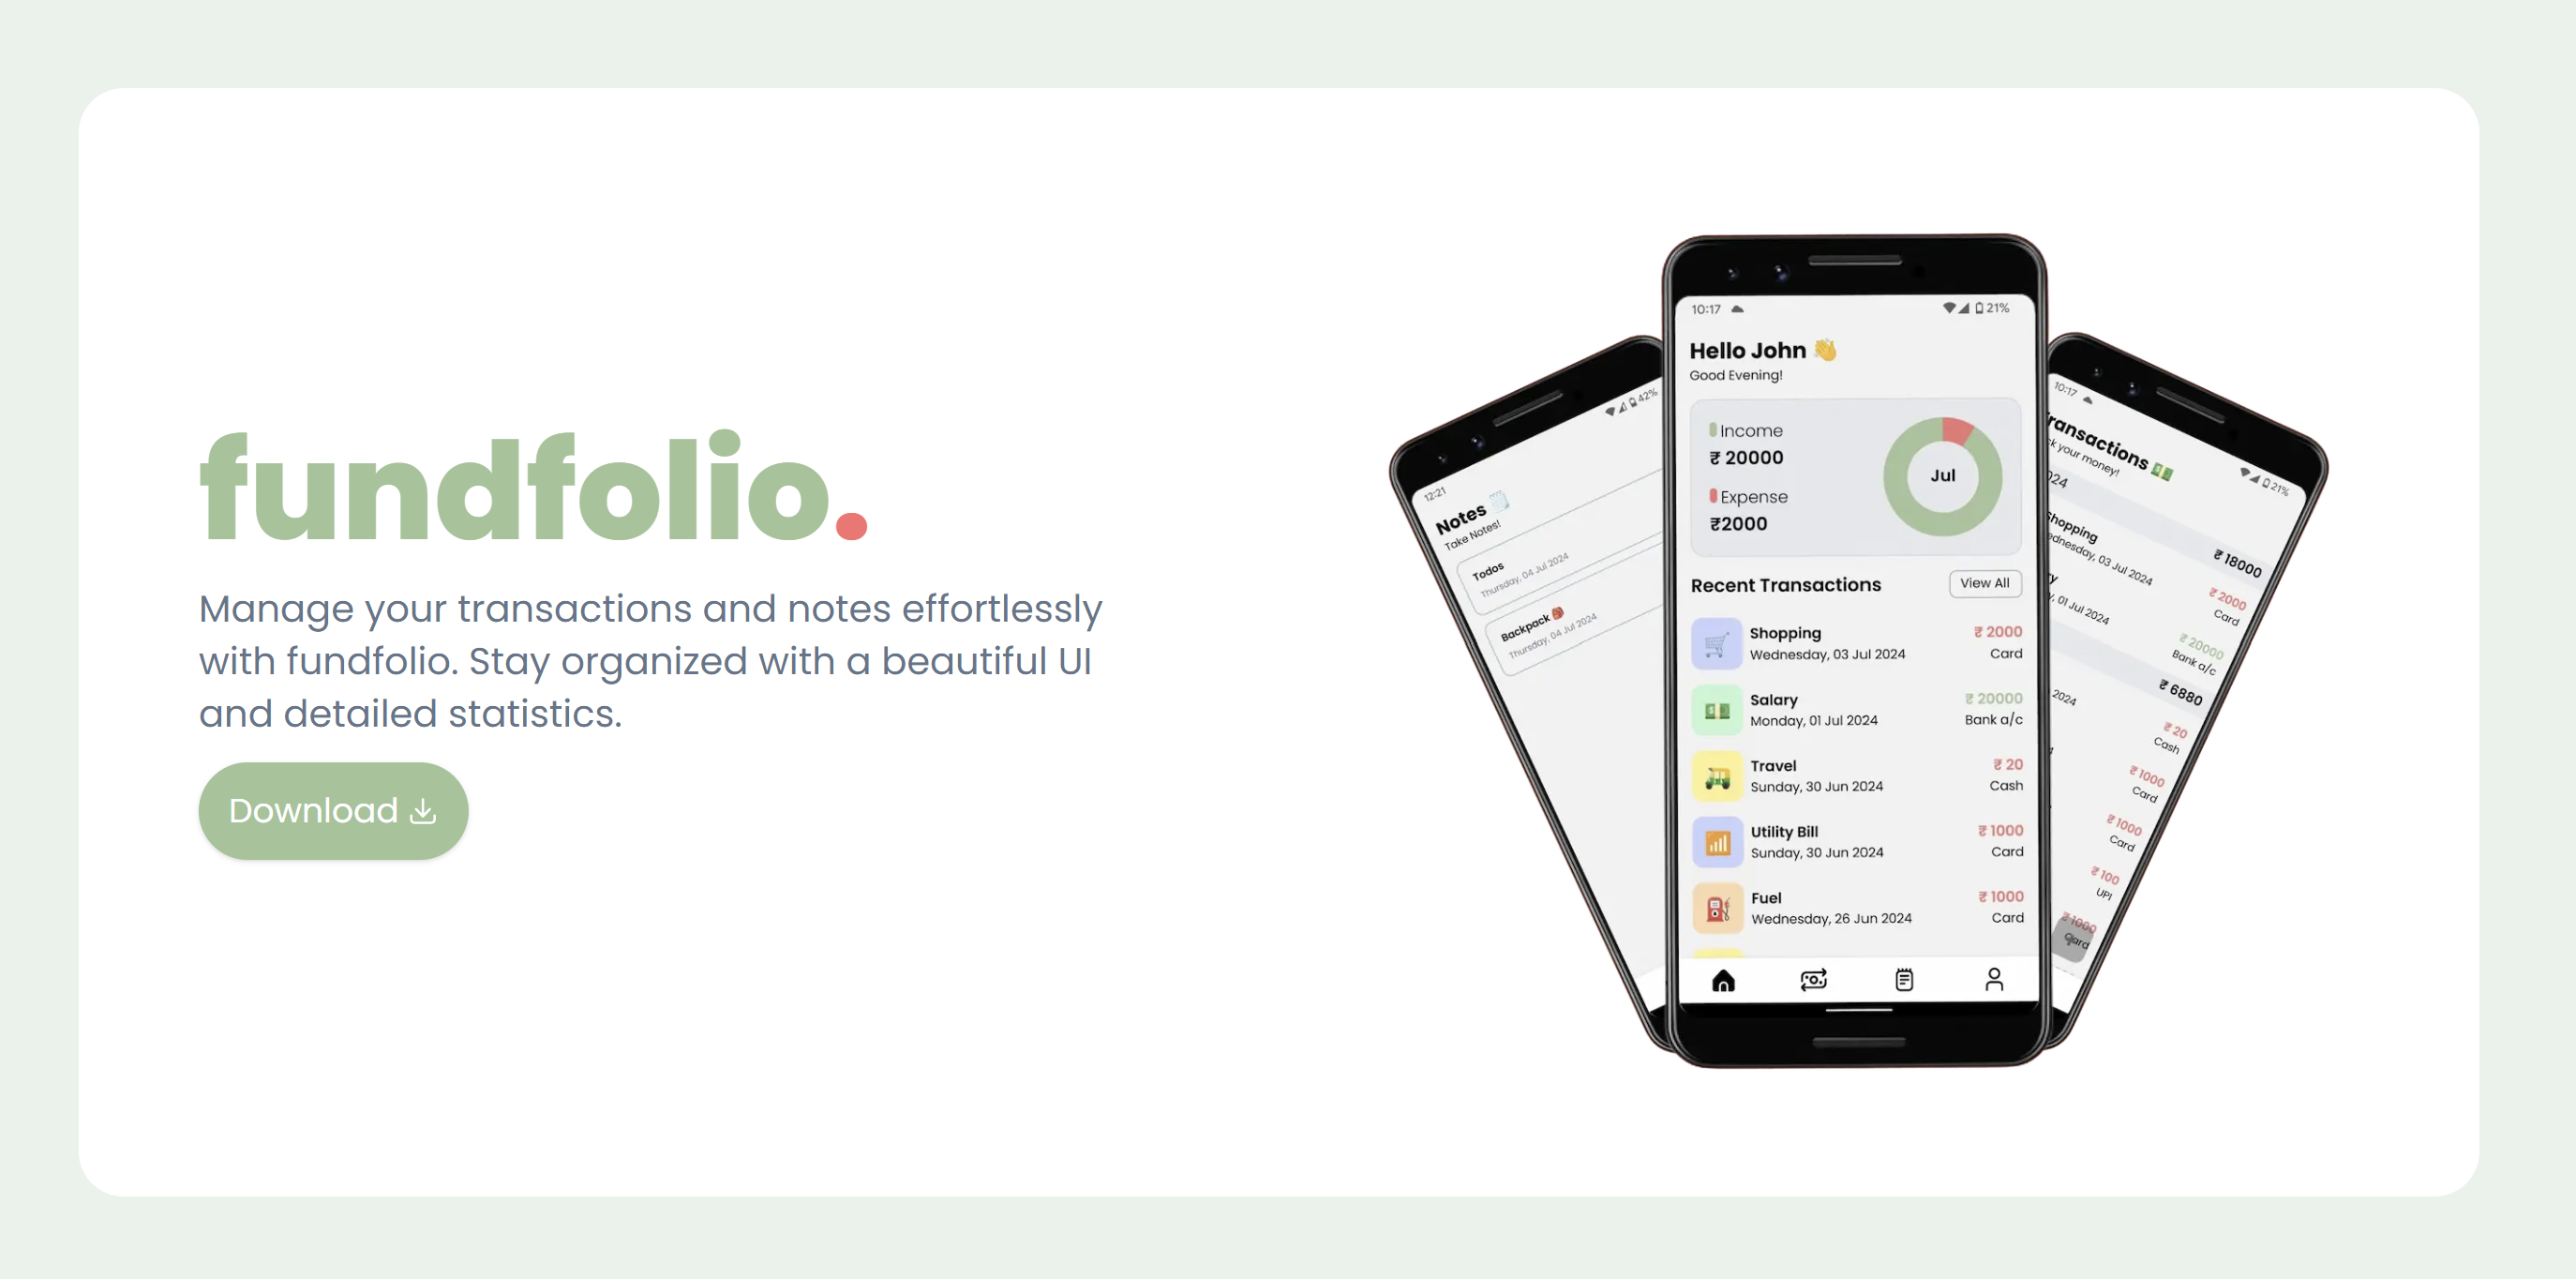 fundfolio.
Manage your transactions and notes effortlessly
with fundfolio. Stay organized with a beautiful UI
and detailed statistics.
Download
12:21
42%
Notes
Take Notes!
Todos
Thursday, 04 Jul 2024
Backpack
Thursday, 04 Jul 2024
10:17
21%
Hello John
Good Evening!
Income
₹ 20000
Expense
₹2000
Jul
Recent Transactions
View All
Shopping
₹ 2000
Wednesday, 03 Jul 2024
Card
Salary
₹ 20000
Monday, 01 Jul 2024
Bank a/c
Travel
₹ 20
Sunday, 30 Jun 2024
Cash
Utility Bill
₹ 1000
Sunday, 30 Jun 2024
Card
Fuel
₹ 1000
Wednesday, 26 Jun 2024
Card
10:17
21%
your money!
₹ 18000
Shopping
₹ 2000
03 Jul 2024
Card
₹ 20000
01 Jul 2024
Bank a/c
₹ 6880
2024
₹ 20
Cash
₹ 1000
Card
₹ 1000
Card
₹ 100
UPI
₹ 1000
Card